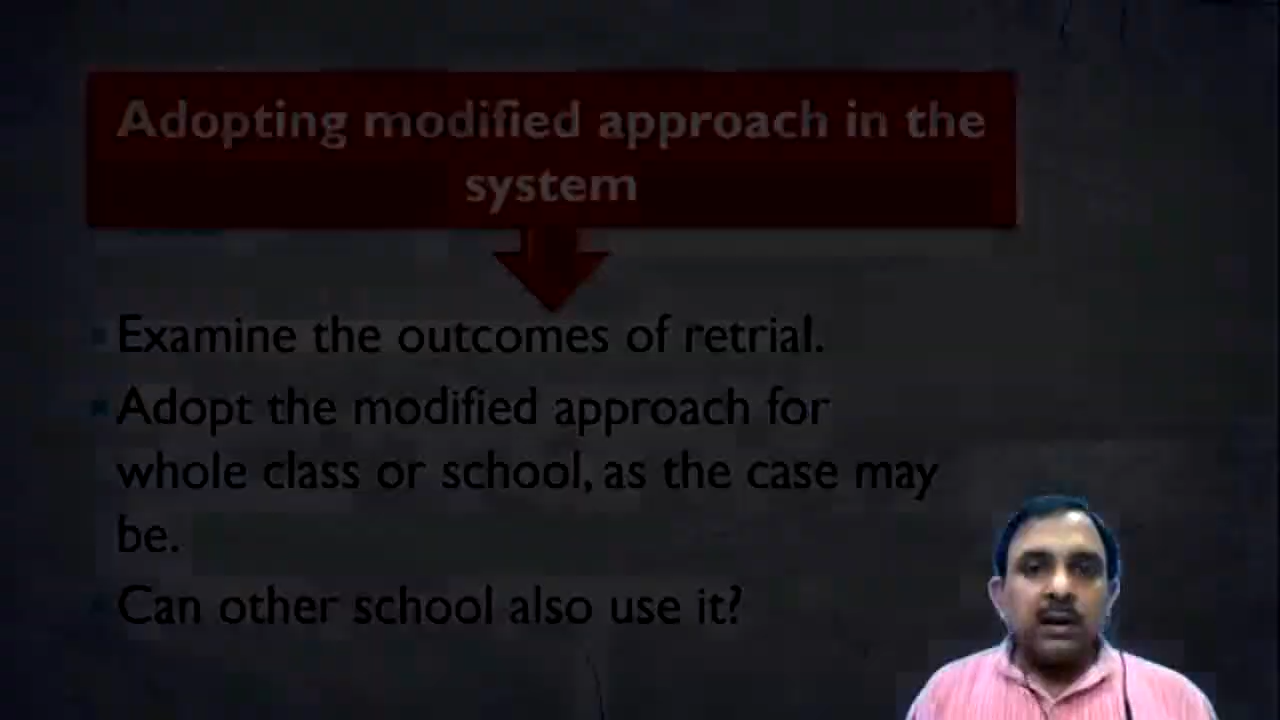 Adopting modified approach in the
system
Examine the outcomes of retrial.
Adopt the modified approach for
whole class or school, as the case may
be.
Can other school also use it?